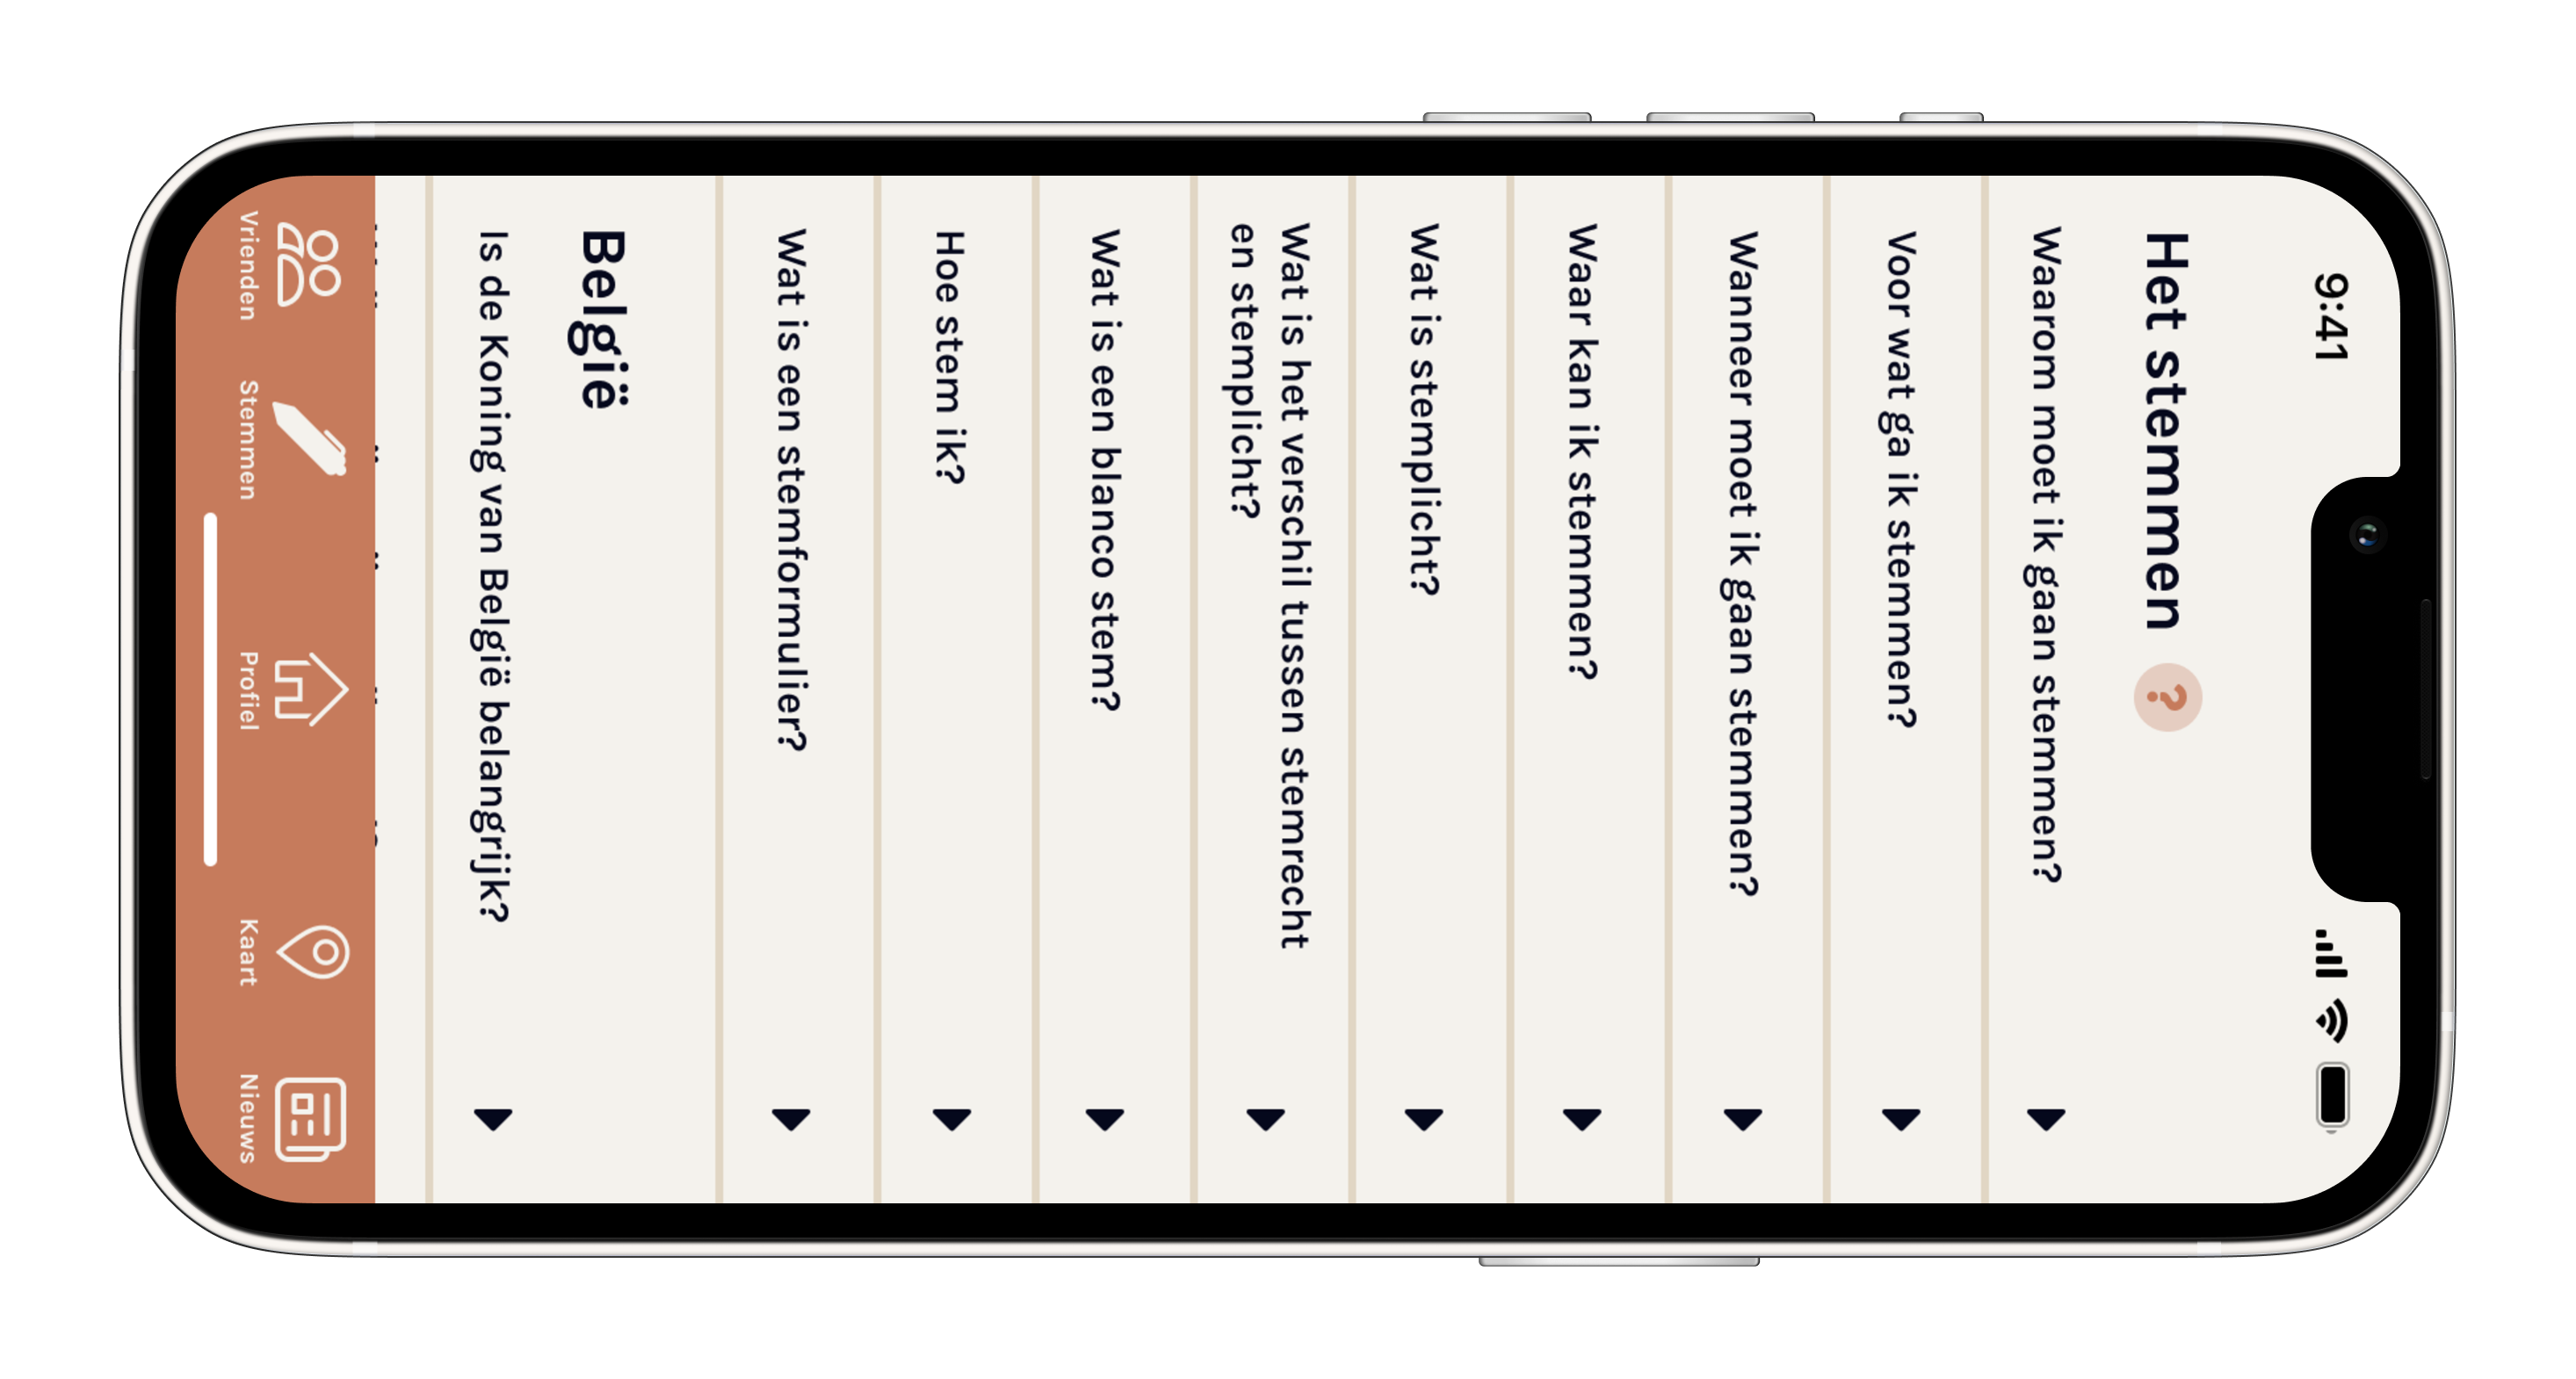 9:41
Het stemmen ?
Waarom moet ik gaan stemmen?
Voor wat ga ik stemmen?
Wanneer moet ik gaan stemmen?
Waar kan ik stemmen?
Wat is stemplicht?
Wat is het verschil tussen stemrecht
en stemplicht?
Wat is een blanco stem?
Hoe stem ik?
Wat is een stemformulier?
België
Is de Koning van België belangrijk?
Vrienden Stemmen Profiel Kaart Nieuws